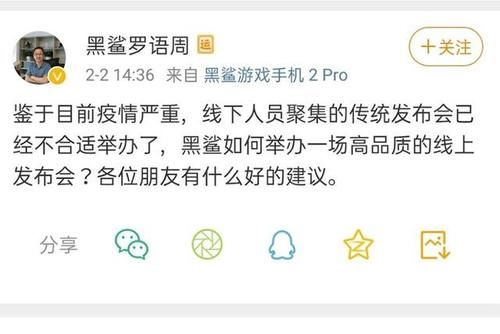 黑鲨罗语周 运
2-2 14:36 来自 黑鲨游戏手机 2 Pro
+关注
鉴于目前疫情严重，线下人员聚集的传统发布会已
经不合适举办了，黑鲨如何举办一场高品质的线上
发布会？各位朋友有什么好的建议。
分享